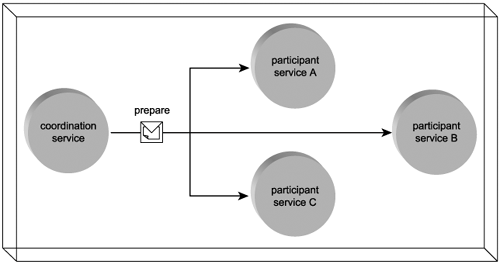 coordination
service
prepare
participant
service A
participant
service B
participant
service C